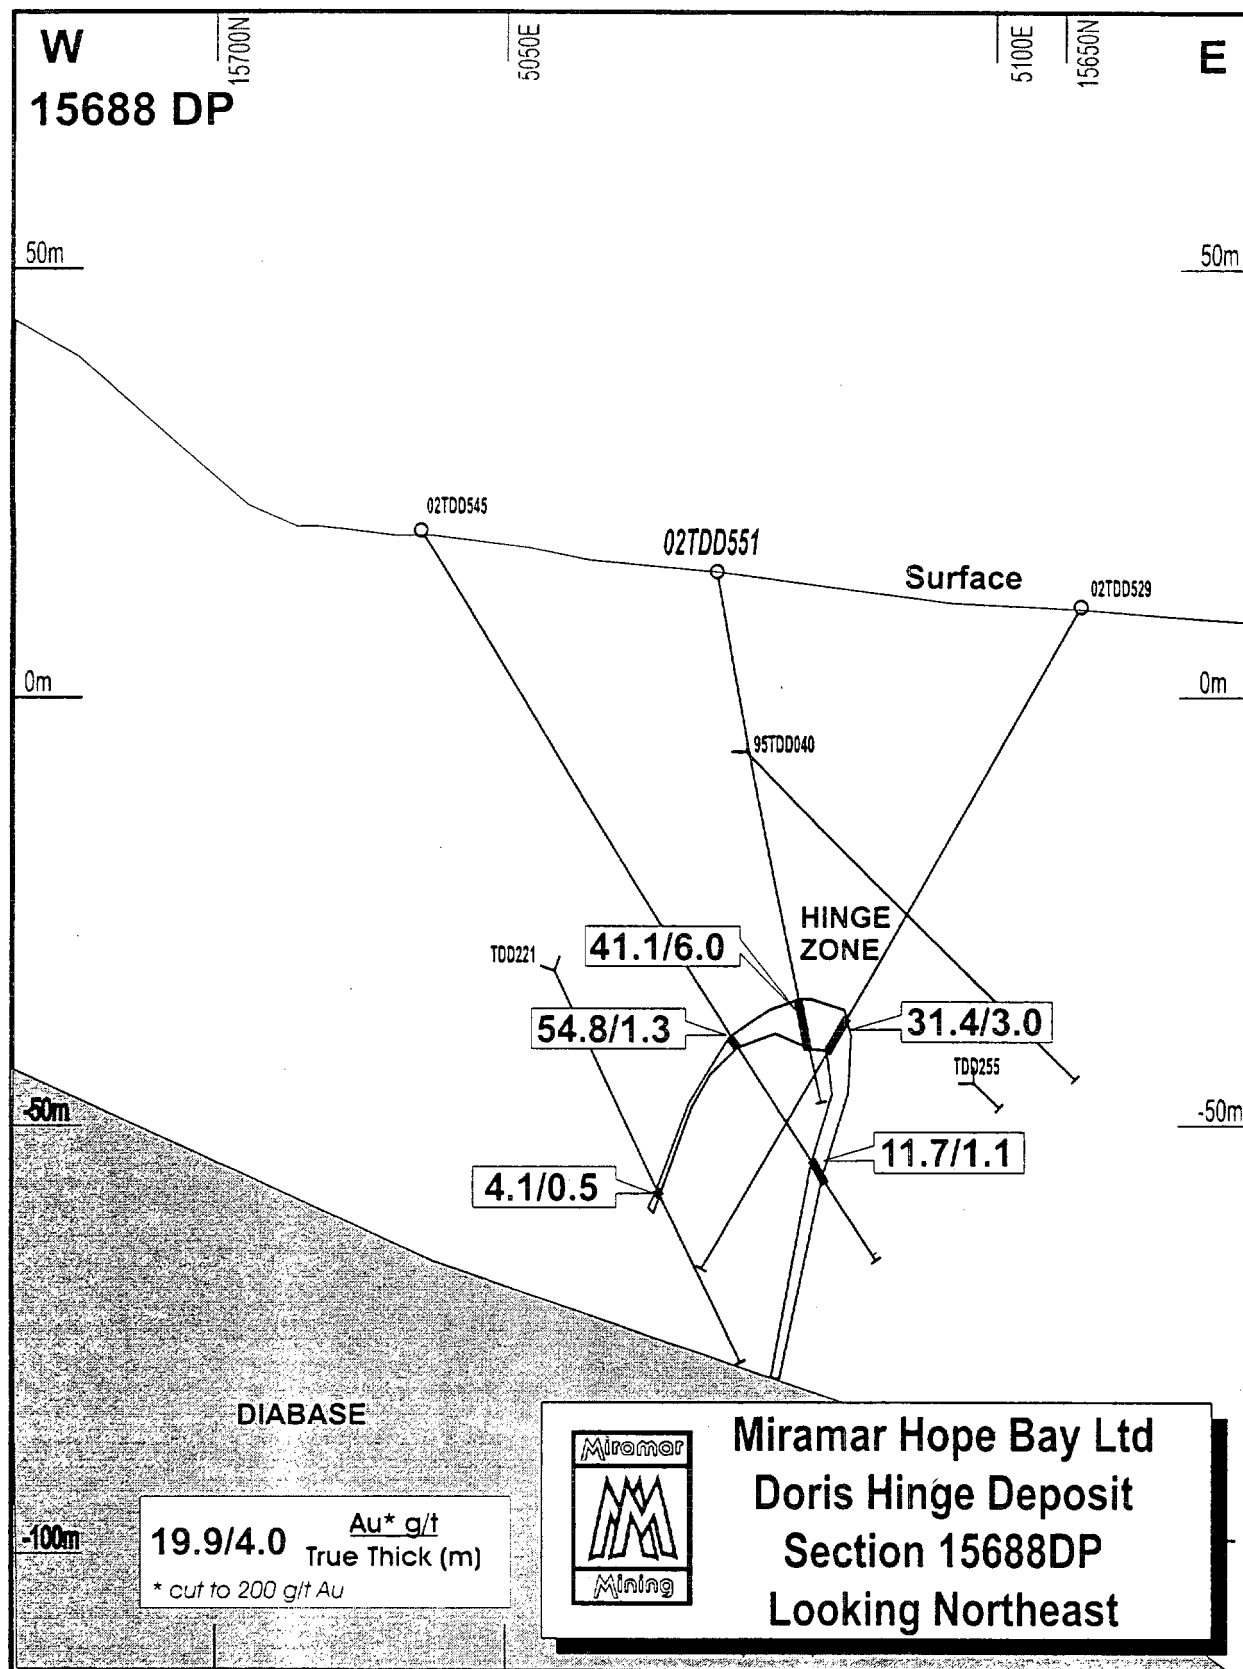 W
15700N
5050E
5100E
15650N
E
15688 DP
50m
50m
02TDD545
02TDD551
Surface
02TDD529
0m
0m
95TDD040
HINGE
ZONE
41.1/6.0
TDD221
54.8/1.3
31.4/3.0
TDD255
-50m
-50m
11.7/1.1
4.1/0.5
DIABASE
-100m
19.9/4.0
Au* g/t
True Thick (m)
* cut to 200 g/t Au
Miramar
Mining
Miramar Hope Bay Ltd
Doris Hinge Deposit
Section 15688DP
Looking Northeast